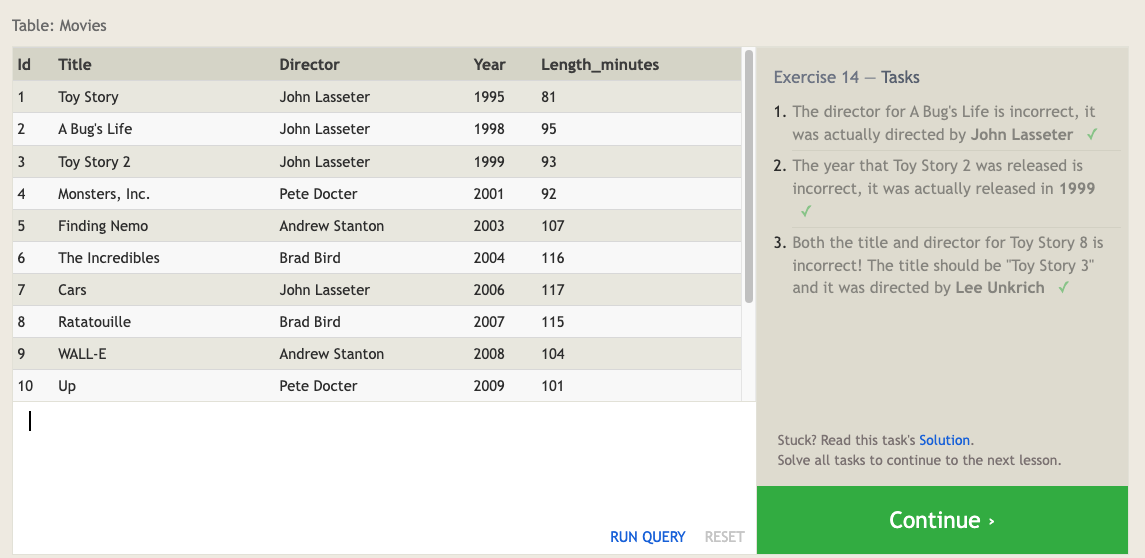 Table: Movies
Id Title Director Year Length_minutes
1 Toy Story John Lasseter 1995 81
2 A Bug's Life John Lasseter 1998 95
3 Toy Story 2 John Lasseter 1999 93
4 Monsters, Inc. Pete Docter 2001 92
5 Finding Nemo Andrew Stanton 2003 107
6 The Incredibles Brad Bird 2004 116
7 Cars John Lasseter 2006 117
8 Ratatouille Brad Bird 2007 115
9 WALL-E Andrew Stanton 2008 104
10 Up Pete Docter 2009 101
RUN QUERY RESET
Exercise 14 — Tasks
1. The director for A Bug's Life is incorrect, it
was actually directed by John Lasseter ✓
2. The year that Toy Story 2 was released is
incorrect, it was actually released in 1999
✓
3. Both the title and director for Toy Story 8 is
incorrect! The title should be "Toy Story 3"
and it was directed by Lee Unkrich ✓
Stuck? Read this task's Solution.
Solve all tasks to continue to the next lesson.
Continue ›